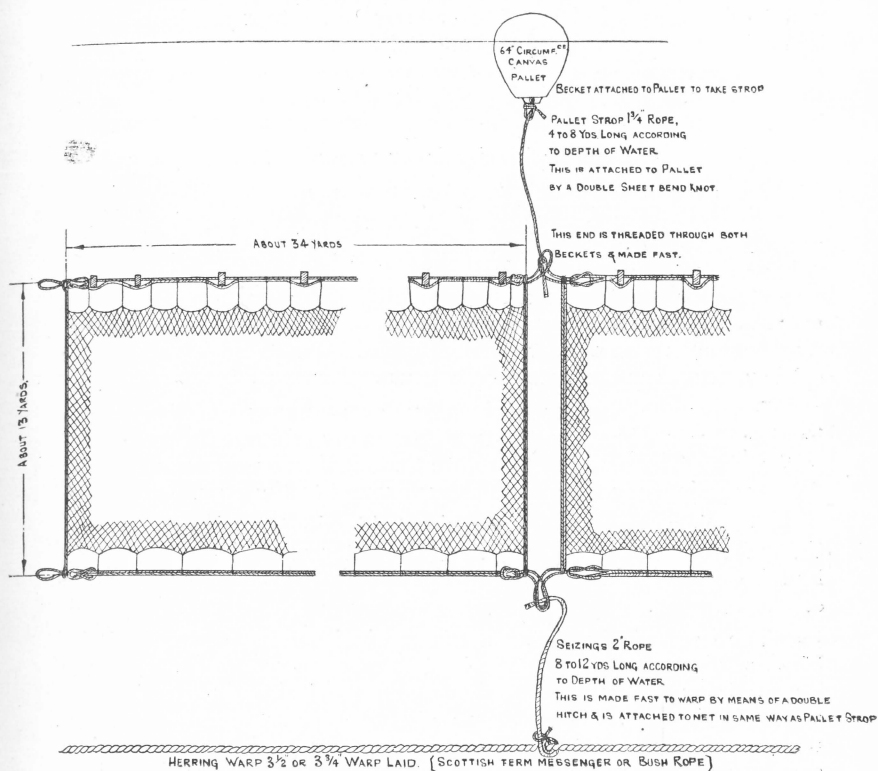 64" CIRCUMF.CE
CANVAS
PALLET
BECKET ATTACHED TO PALLET TO TAKE STROP
PALLET STROP 1¾" ROPE,
4 TO 8 YDS LONG ACCORDING
TO DEPTH OF WATER
THIS IS ATTACHED TO PALLET
BY A DOUBLE SHEET BEND KNOT
THIS END IS THREADED THROUGH BOTH
BECKETS & MADE FAST.
ABOUT 34 YARDS
ABOUT 13 YARDS.
SEIZINGS 2" ROPE
8 TO 12 YDS LONG ACCORDING
TO DEPTH OF WATER
THIS IS MADE FAST TO WARP BY MEANS OF A DOUBLE
HITCH & IS ATTACHED TO NET IN SAME WAY AS PALLET STROP
HERRING WARP 3½" OR 3¾" WARP LAID. [SCOTTISH TERM MESSENGER OR BUSH ROPE]